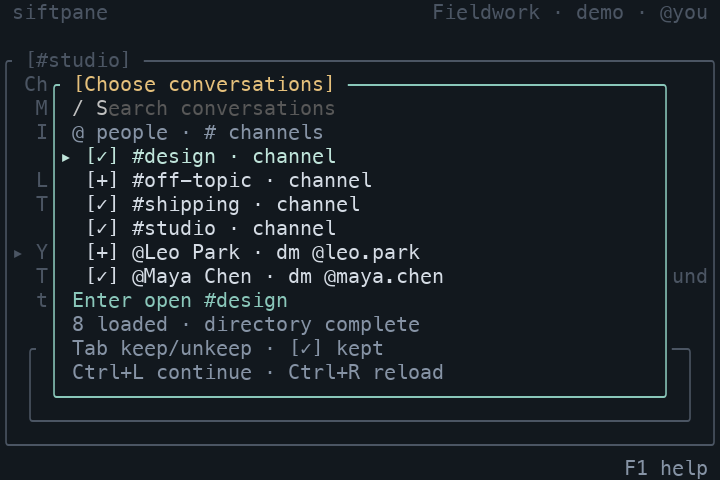 siftpane Fieldwork · demo · @you
[#studio]
Ch [Choose conversations]
M / Search conversations
I @ people · # channels
▸ [✓] #design · channel
L [+] #off-topic · channel
T [✓] #shipping · channel
[✓] #studio · channel
▸ Y [+] @Leo Park · dm @leo.park
T [✓] @Maya Chen · dm @maya.chen und
t Enter open #design
8 loaded · directory complete
Tab keep/unkeep · [✓] kept
Ctrl+L continue · Ctrl+R reload
F1 help